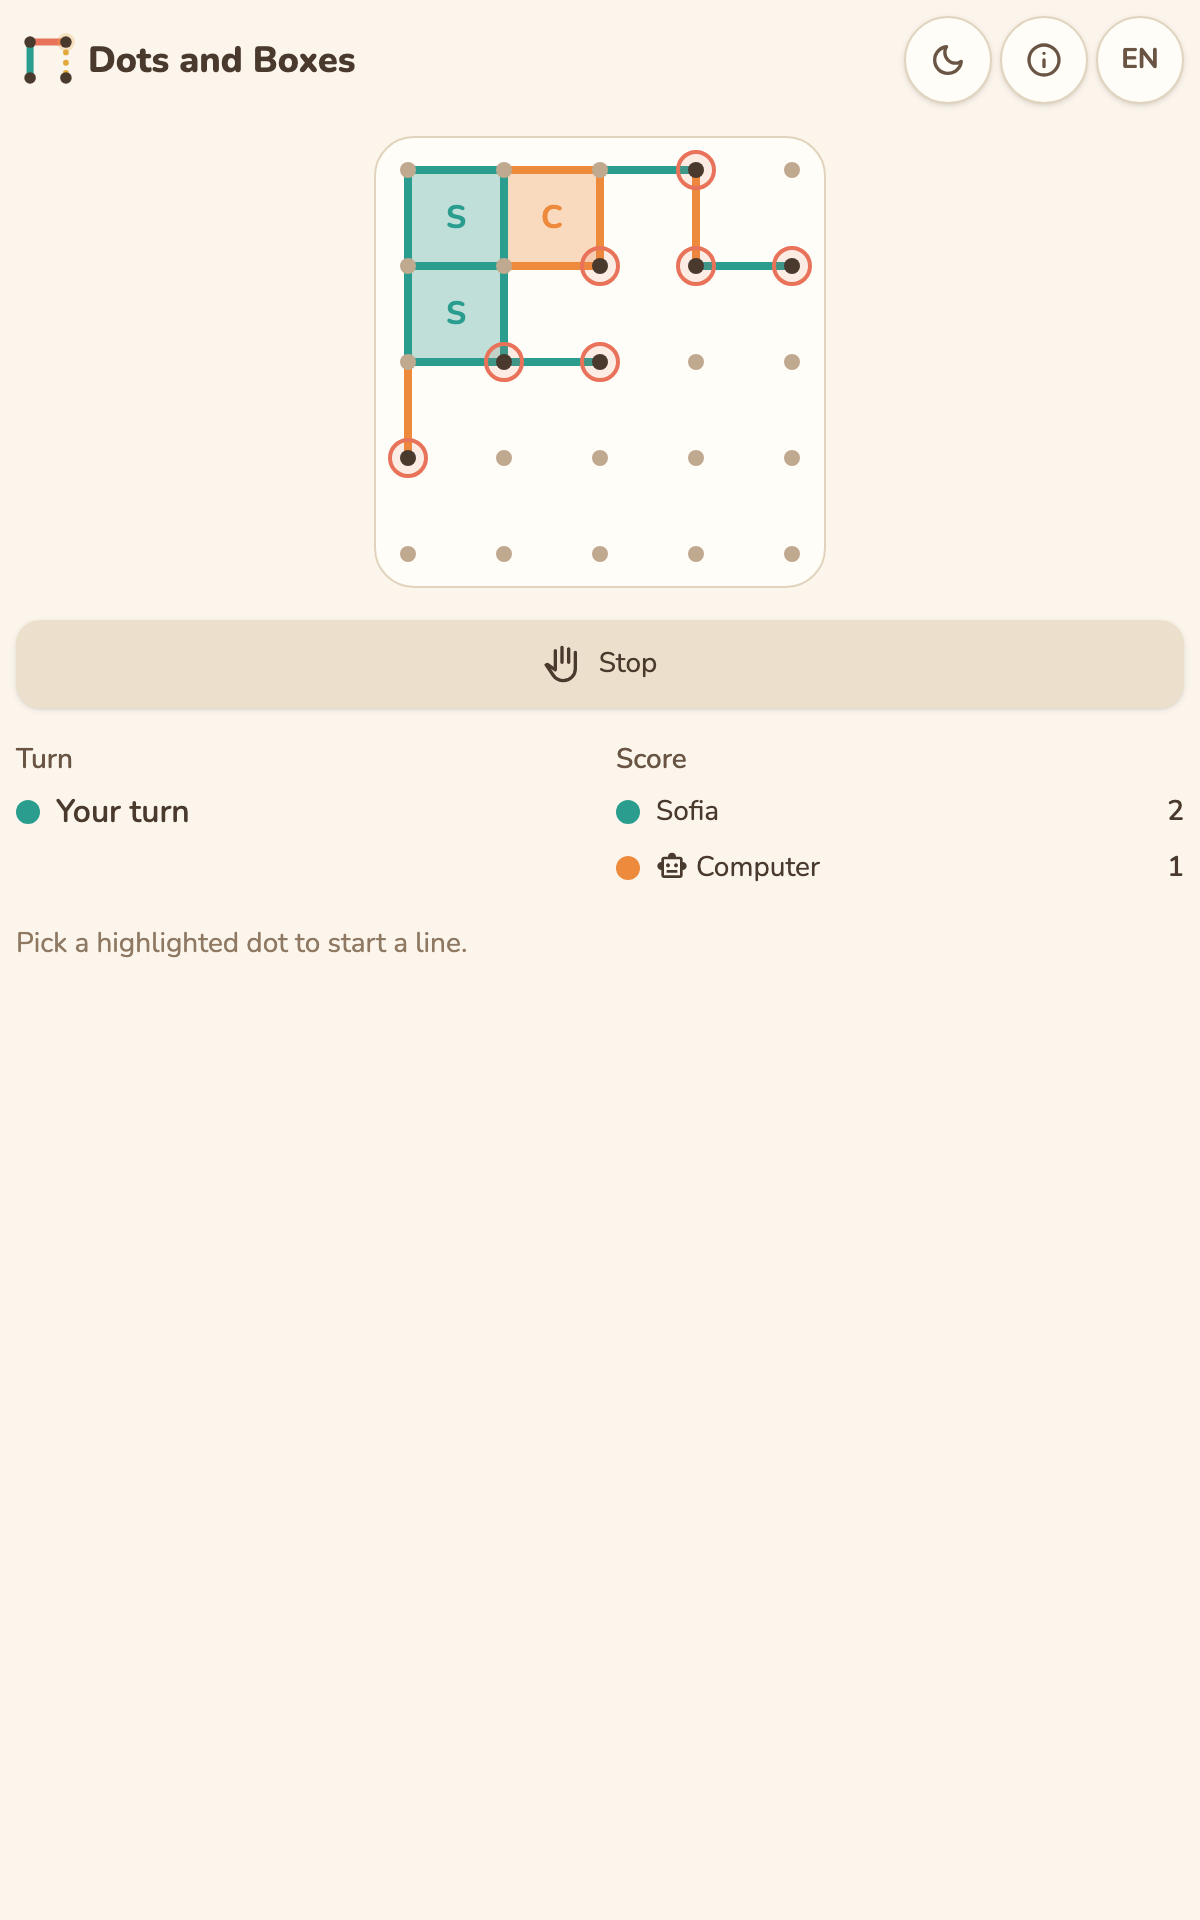 Dots and Boxes
EN
S
C
S
Stop
Turn
Your turn
Score
Sofia
2
Computer
1
Pick a highlighted dot to start a line.